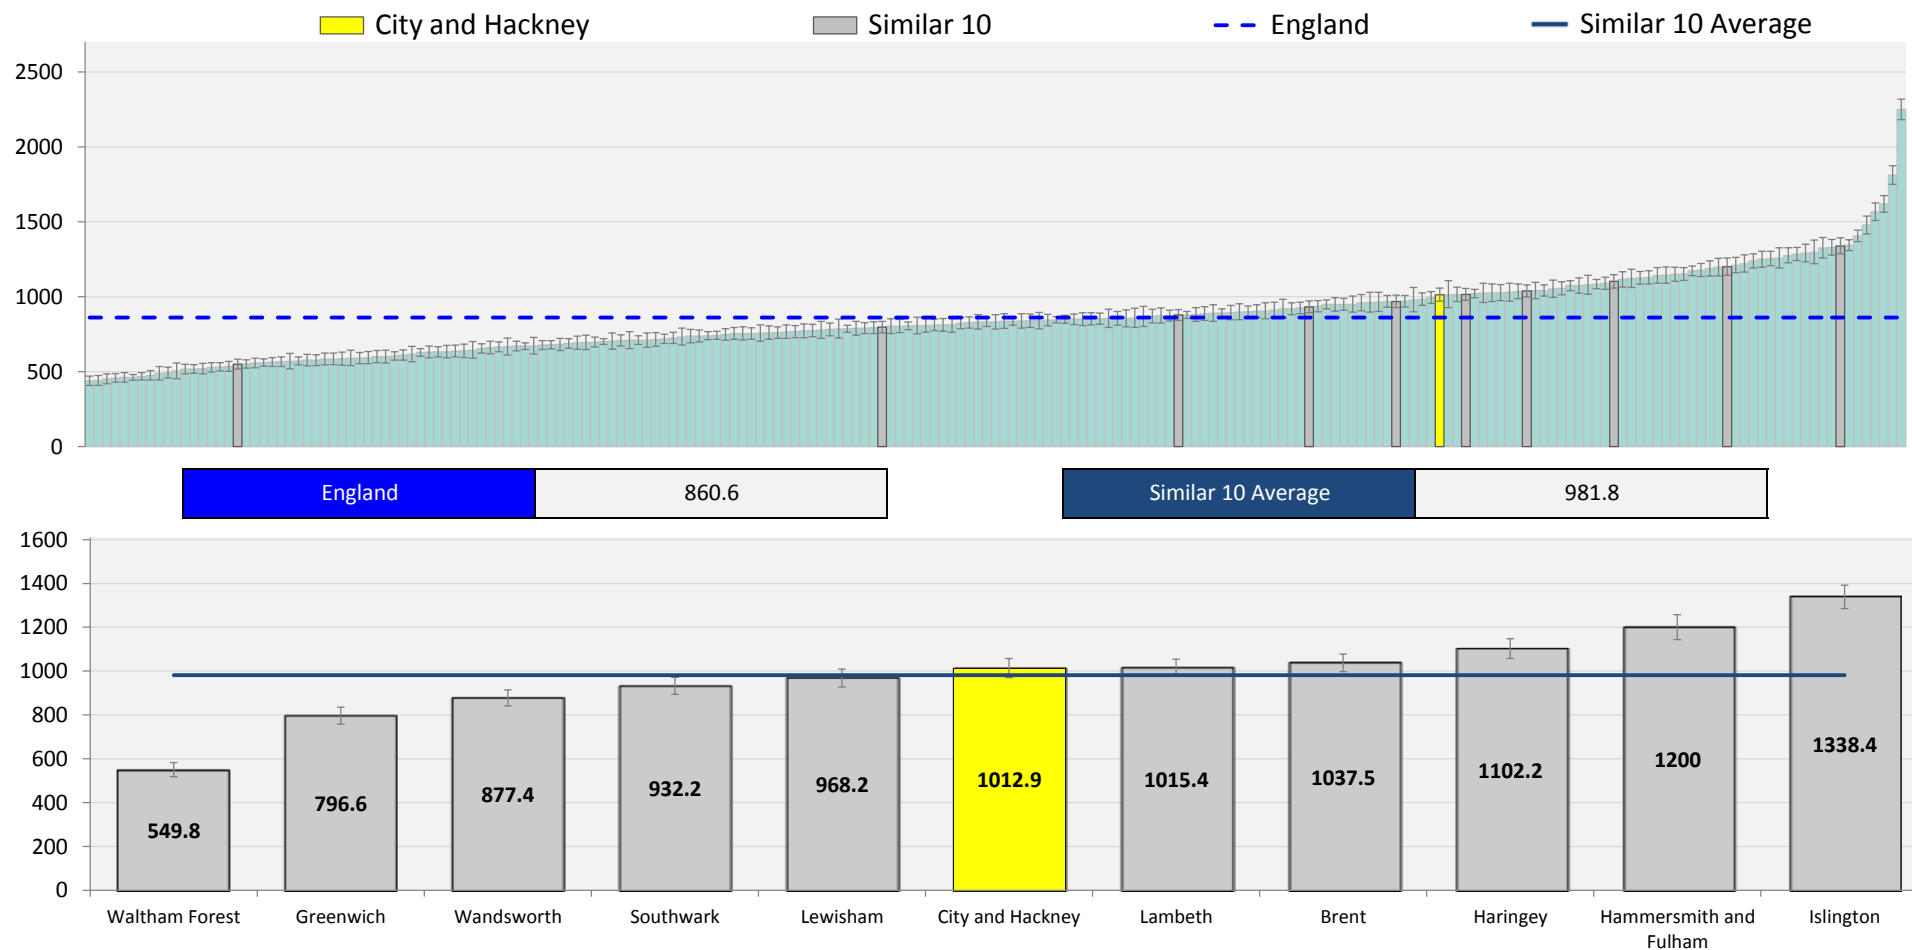 City and Hackney
Similar 10
England
Similar 10 Average
2500
2000
1500
1000
500
0
England
860.6
Similar 10 Average
981.8
1600
1400
1200
1000
800
600
400
200
0
549.8
796.6
877.4
932.2
968.2
1012.9
1015.4
1037.5
1102.2
1200
1338.4
Waltham Forest
Greenwich
Wandsworth
Southwark
Lewisham
City and Hackney
Lambeth
Brent
Haringey
Hammersmith and
Fulham
Islington